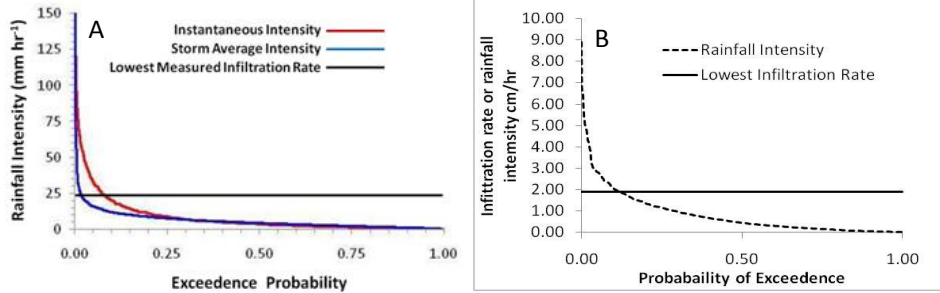 A
150
125
100
75
50
25
0
Rainfall Intensity (mm hr⁻¹)
Instantaneous Intensity
Storm Average Intensity
Lowest Measured Infiltration Rate
0.00
0.25
0.50
0.75
1.00
Exceedence Probability
B
10.00
9.00
8.00
7.00
6.00
5.00
4.00
3.00
2.00
1.00
0.00
Infittration rate or rainfall
intemsity cm/hr
Rainfall Intensity
Lowest Infiltration Rate
0.00
0.50
1.00
Probabaility of Exceedence